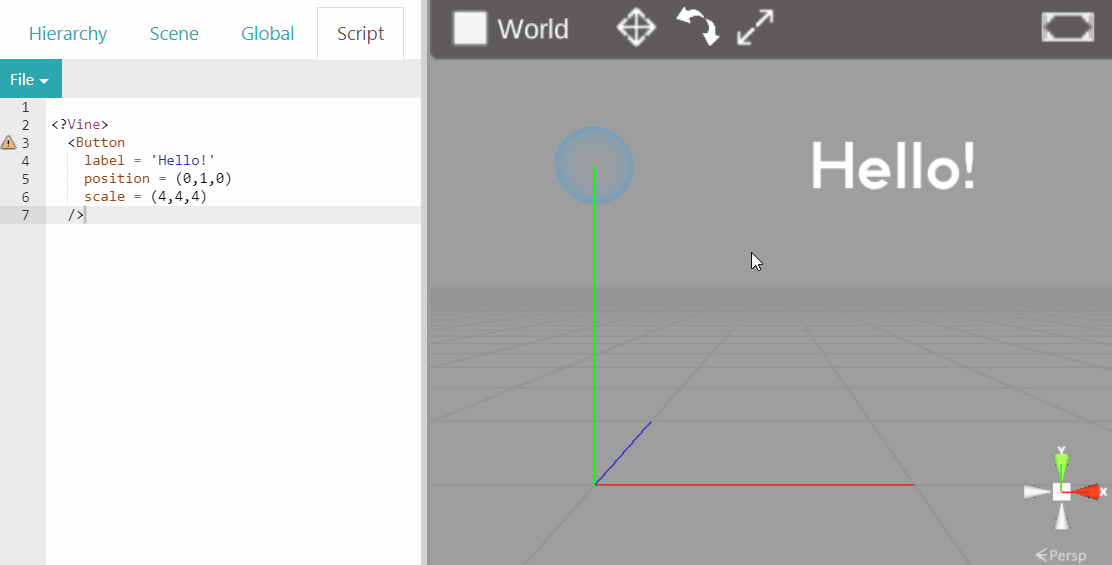 Hierarchy Scene Global Script
World
File
1
2 <?Vine>
3 <Button
4 label = 'Hello!'
5 position = (0,1,0)
6 scale = (4,4,4)
7 />
Hello!
Y
X
Persp